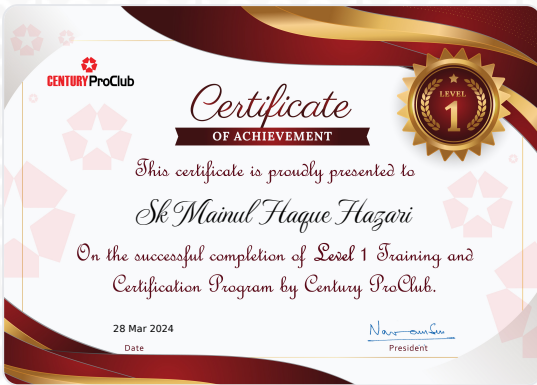 CENTURY ProClub
Certificate
OF ACHIEVEMENT
LEVEL
1
This certificate is proudly presented to
Sk Mainul Haque Hazari
On the successful completion of Level 1 Training and
Certification Program by Century ProClub.
28 Mar 2024
Date
President